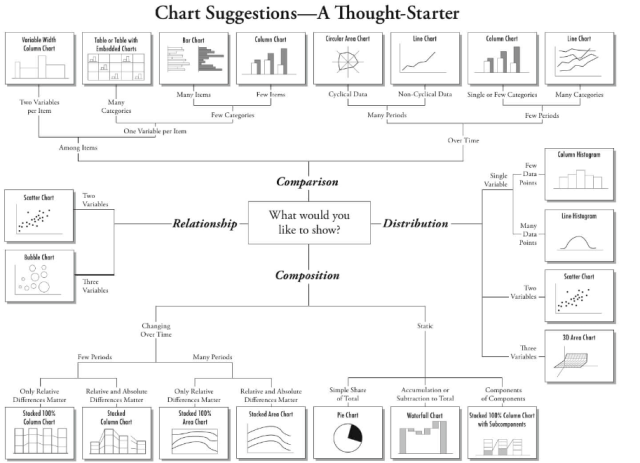 Chart Suggestions—A Thought-Starter
Variable Width
Column Chart
Table or Table with
Embedded Charts
Bar Chart
Column Chart
Circular Area Chart
Line Chart
Column Chart
Line Chart
Two Variables
per Item
Many
Categories
Many Items
Few Items
Cyclical Data
Non-Cyclical Data
Single or Few Categories
Many Categories
Few Categories
Many Periods
Few Periods
One Variable per Item
Among Items
Over Time
Comparison
What would you
like to show?
Relationship
Two
Variables
Scatter Chart
Three
Variables
Bubble Chart
Distribution
Single
Variable
Few
Data
Points
Column Histogram
Many
Data
Points
Line Histogram
Two
Variables
Scatter Chart
Three
Variables
3D Area Chart
Composition
Changing
Over Time
Static
Few Periods
Many Periods
Only Relative
Differences Matter
Relative and Absolute
Differences Matter
Only Relative
Differences Matter
Relative and Absolute
Differences Matter
Simple Share
of Total
Accumulation or
Subtraction to Total
Components
of Components
Stacked 100%
Column Chart
Stacked
Column Chart
Stacked 100%
Area Chart
Stacked Area Chart
Pie Chart
Waterfall Chart
Stacked 100% Column Chart
with Subcomponents